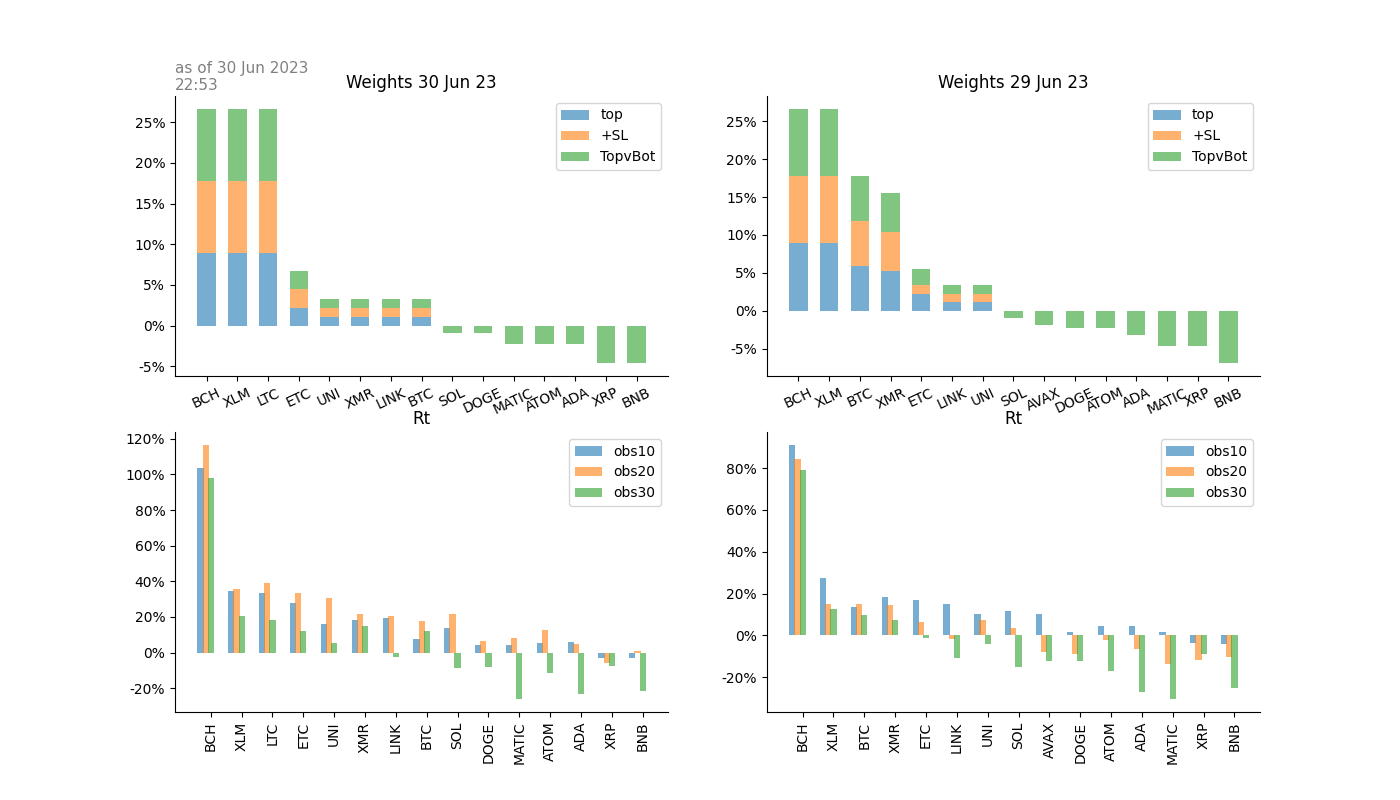 as of 30 Jun 2023
22:53
Weights 30 Jun 23
25%
20%
15%
10%
5%
0%
-5%
top
+SL
TopvBot
BCH XLM LTC ETC UNI XMR LINK BTC SOL DOGE MATIC ATOM ADA XRP BNB
Weights 29 Jun 23
25%
20%
15%
10%
5%
0%
-5%
top
+SL
TopvBot
BCH XLM BTC XMR ETC LINK UNI SOL AVAX DOGE ATOM ADA MATIC XRP BNB
Rt
120%
100%
80%
60%
40%
20%
0%
-20%
obs10
obs20
obs30
BCH XLM LTC ETC UNI XMR LINK BTC SOL DOGE MATIC ATOM ADA XRP BNB
Rt
80%
60%
40%
20%
0%
-20%
obs10
obs20
obs30
BCH XLM BTC XMR ETC LINK UNI SOL AVAX DOGE ATOM ADA MATIC XRP BNB